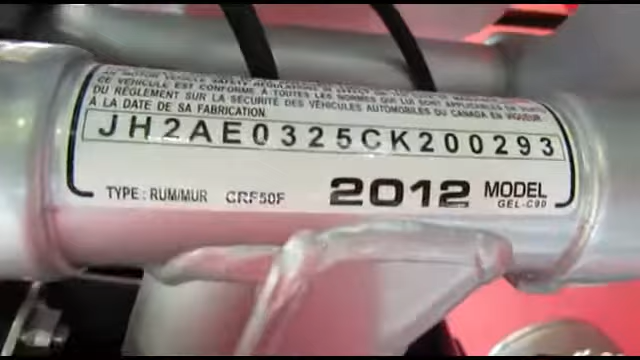 CE VÉHICULE EST CONFORME À TOUTES LES NORMES QUI LUI SONT APPLICABLES EN VERTU
DU RÈGLEMENT SUR LA SÉCURITÉ DES VÉHICULES AUTOMOBILES DU CANADA EN VIGUEUR
À LA DATE DE SA FABRICATION.
JH2AE0325CK200293
TYPE : RUM/MUR CRF50F 2012 MODEL
GEL-C90